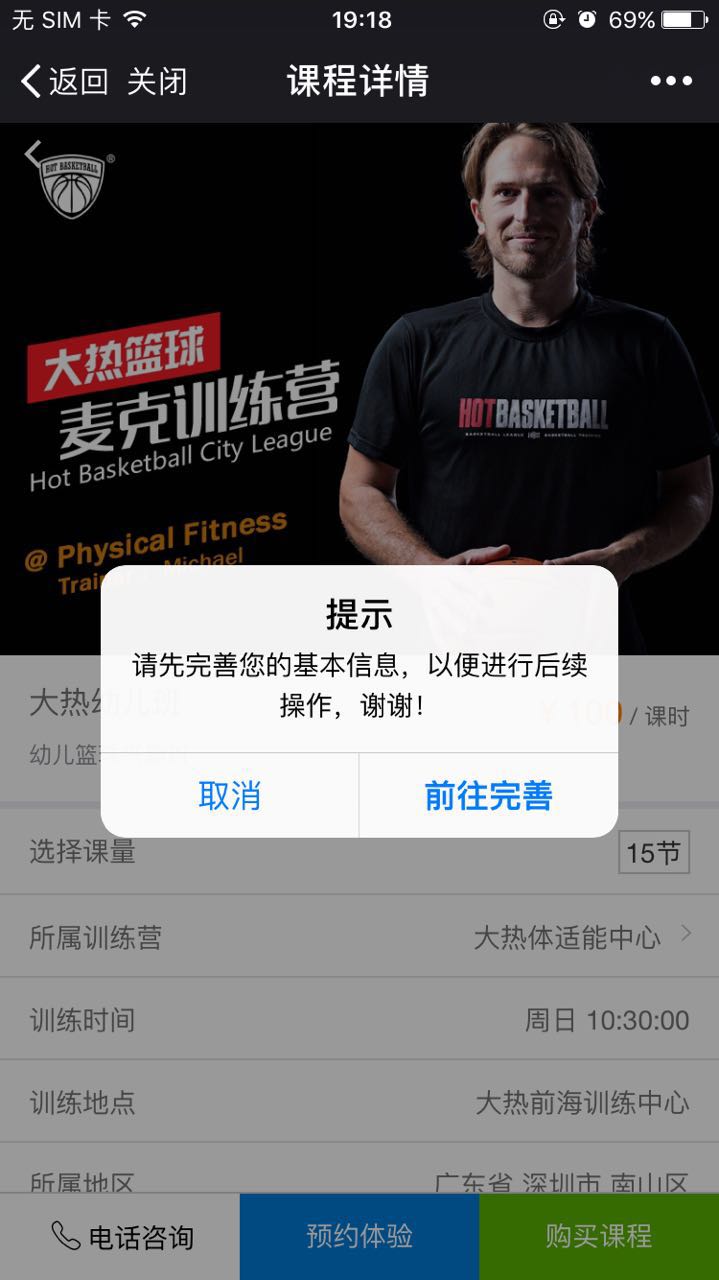 无 SIM 卡
19:18
69%
返回 关闭
课程详情
HOT BASKETBALL
®
大热篮球
麦克训练营
Hot Basketball City League
@ Physical Fitness
Michael
HOTBASKETBALL
BASKETBALL LEAGUE
BASKETBALL TRAINING
提示
请先完善您的基本信息，以便进行后续
操作，谢谢！
取消
前往完善
大热幼儿班
¥ 100 / 课时
幼儿篮球
选择课量
15节
所属训练营
大热体适能中心
训练时间
周日 10:30:00
训练地点
大热前海训练中心
所属地区
广东省 深圳市 南山区
电话咨询
预约体验
购买课程